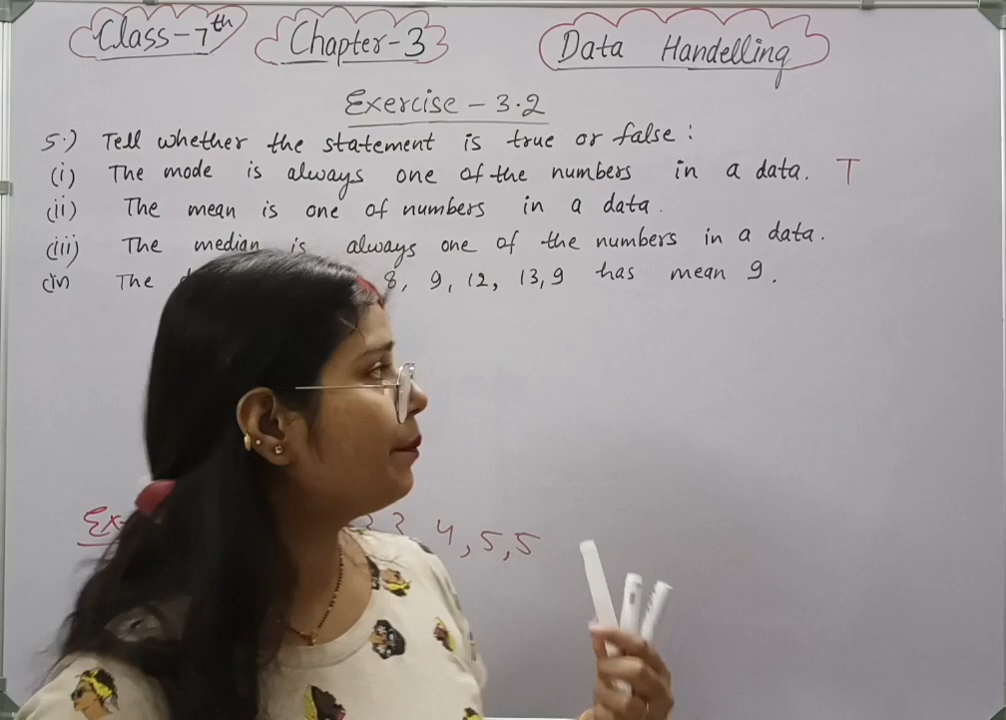 Class-7th Chapter-3 Data Handelling
Exercise - 3.2
5.) Tell whether the statement is true or false:
(i) The mode is always one of the numbers in a data. T
(ii) The mean is one of numbers in a data.
(iii) The median is always one of the numbers in a data.
(iv) The 8, 9, 12, 13, 9 has mean 9.
Ex 4, 5, 5